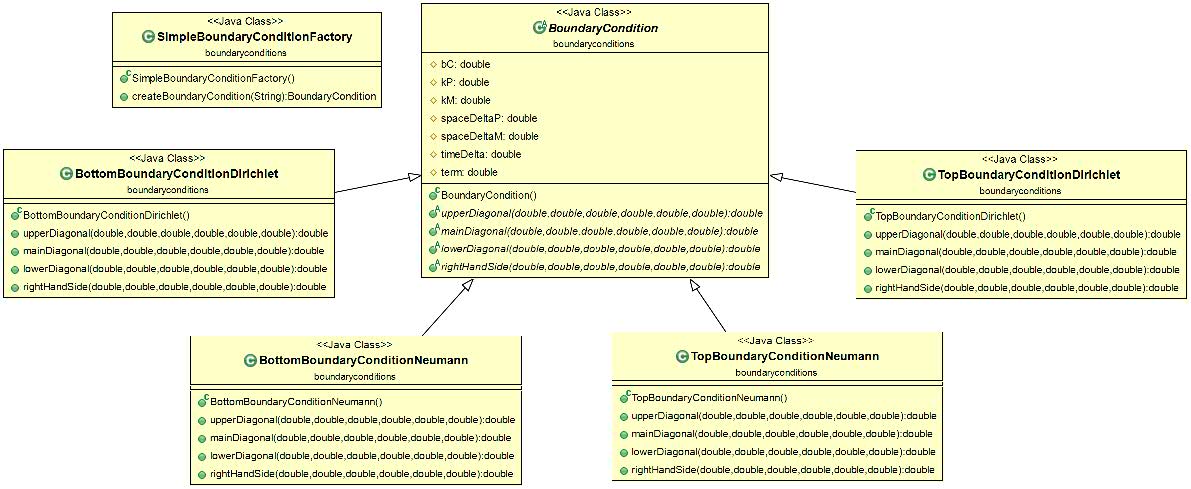 <<Java Class>>
SimpleBoundaryConditionFactory
boundaryconditions
SimpleBoundaryConditionFactory()
createBoundaryCondition(String):BoundaryCondition
<<Java Class>>
BoundaryCondition
boundaryconditions
bC: double
kP: double
kM: double
spaceDeltaP: double
spaceDeltaM: double
timeDelta: double
term: double
BoundaryCondition()
upperDiagonal(double,double,double,double,double,double):double
mainDiagonal(double,double,double,double,double,double):double
lowerDiagonal(double,double,double,double,double,double):double
rightHandSide(double,double,double,double,double,double):double
<<Java Class>>
BottomBoundaryConditionDirichlet
boundaryconditions
BottomBoundaryConditionDirichlet()
upperDiagonal(double,double,double,double,double,double):double
mainDiagonal(double,double,double,double,double,double):double
lowerDiagonal(double,double,double,double,double,double):double
rightHandSide(double,double,double,double,double,double):double
<<Java Class>>
TopBoundaryConditionDirichlet
boundaryconditions
TopBoundaryConditionDirichlet()
upperDiagonal(double,double,double,double,double,double):double
mainDiagonal(double,double,double,double,double,double):double
lowerDiagonal(double,double,double,double,double,double):double
rightHandSide(double,double,double,double,double,double):double
<<Java Class>>
BottomBoundaryConditionNeumann
boundaryconditions
BottomBoundaryConditionNeumann()
upperDiagonal(double,double,double,double,double,double):double
mainDiagonal(double,double,double,double,double,double):double
lowerDiagonal(double,double,double,double,double,double):double
rightHandSide(double,double,double,double,double,double):double
<<Java Class>>
TopBoundaryConditionNeumann
boundaryconditions
TopBoundaryConditionNeumann()
upperDiagonal(double,double,double,double,double,double):double
mainDiagonal(double,double,double,double,double,double):double
lowerDiagonal(double,double,double,double,double,double):double
rightHandSide(double,double,double,double,double,double):double